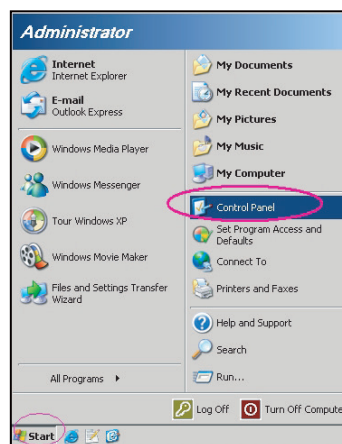 Administrator
Internet
Internet Explorer
E-mail
Outlook Express
Windows Media Player
Windows Messenger
Tour Windows XP
Windows Movie Maker
Files and Settings Transfer
Wizard
All Programs
My Documents
My Recent Documents
My Pictures
My Music
My Computer
Control Panel
Set Program Access and
Defaults
Connect To
Printers and Faxes
Help and Support
Search
Run...
Log Off
Turn Off Compute
Start